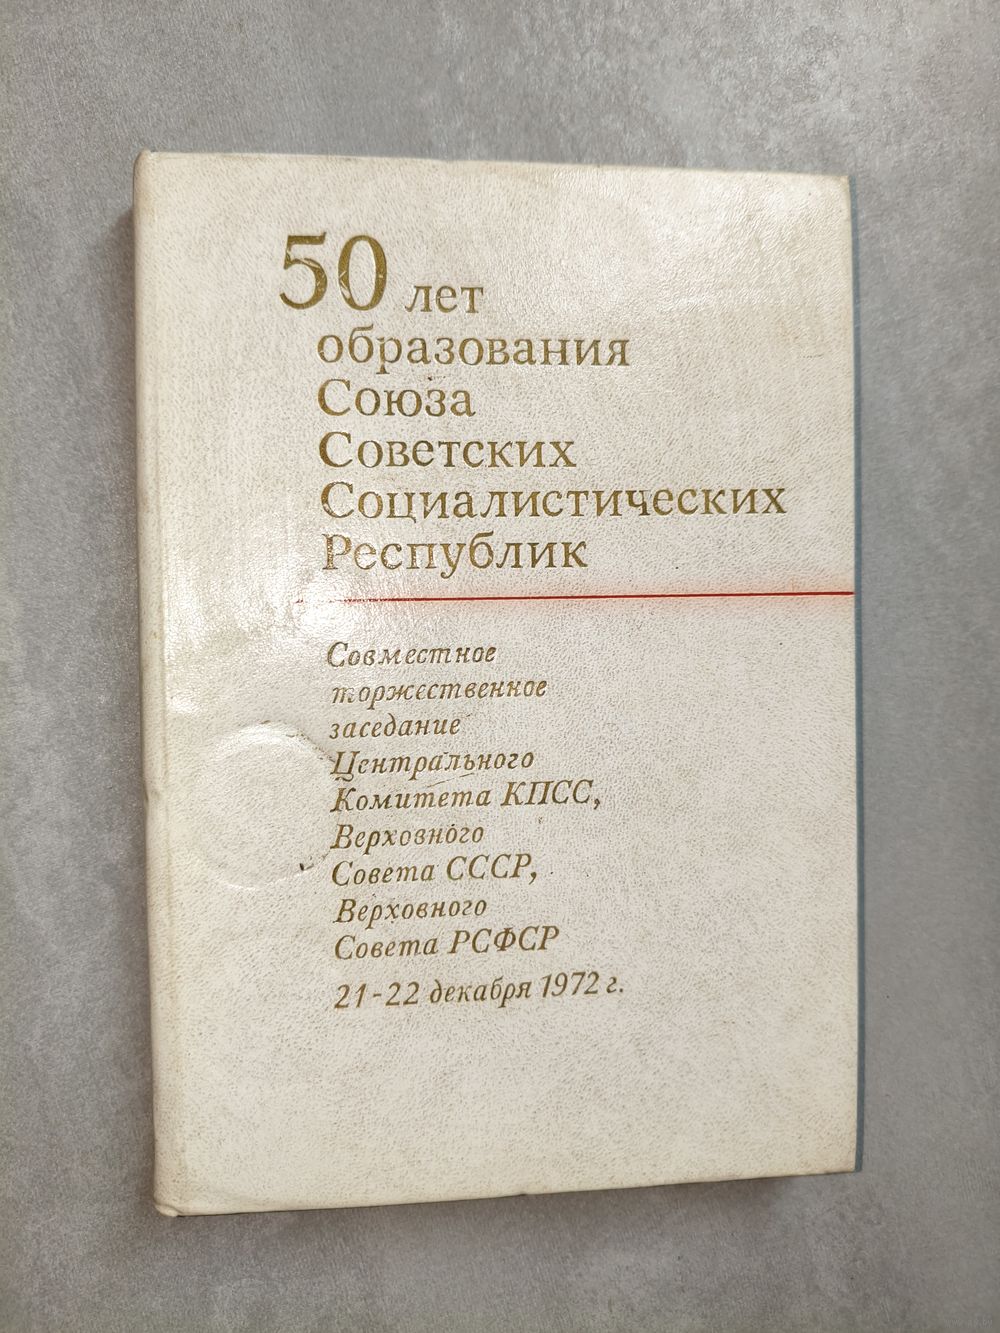 50 лет
образования
Союза
Советских
Социалистических
Республик
Совместное
торжественное
заседание
Центрального
Комитета КПСС,
Верховного
Совета СССР,
Верховного
Совета РСФСР
21-22 декабря 1972 г.